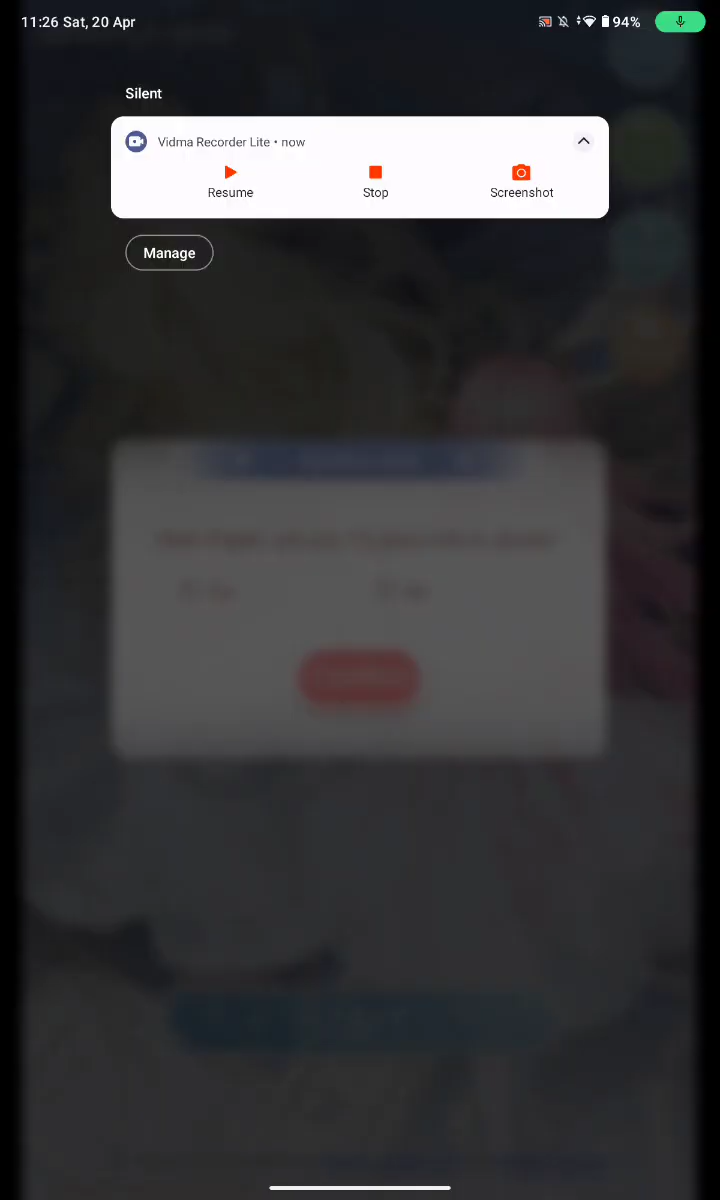 11:26 Sat, 20 Apr
94%
Silent
Vidma Recorder Lite • now
Resume
Stop
Screenshot
Manage